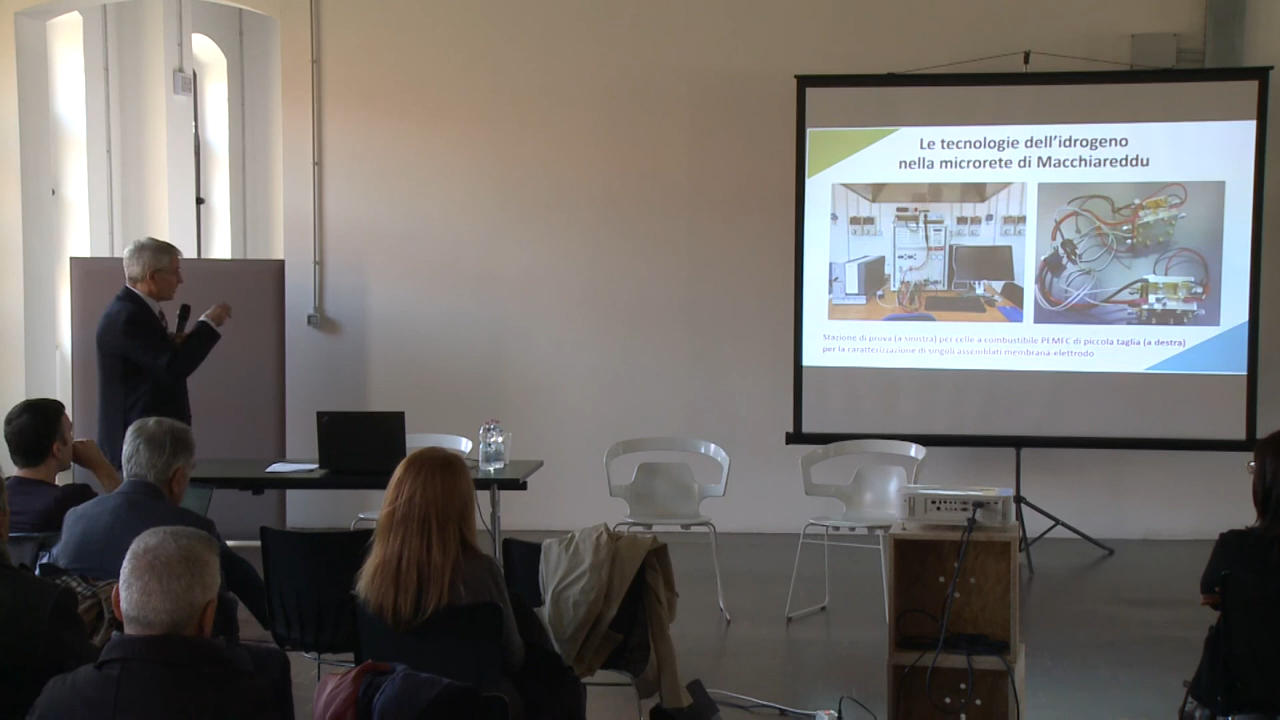 Le tecnologie dell'idrogeno
nella microrete di Macchiareddu
Stazione di prova (a sinistra) per celle a combustibile PEMFC di piccola taglia (a destra)
per la caratterizzazione di singoli assemblati membrana-elettrodo